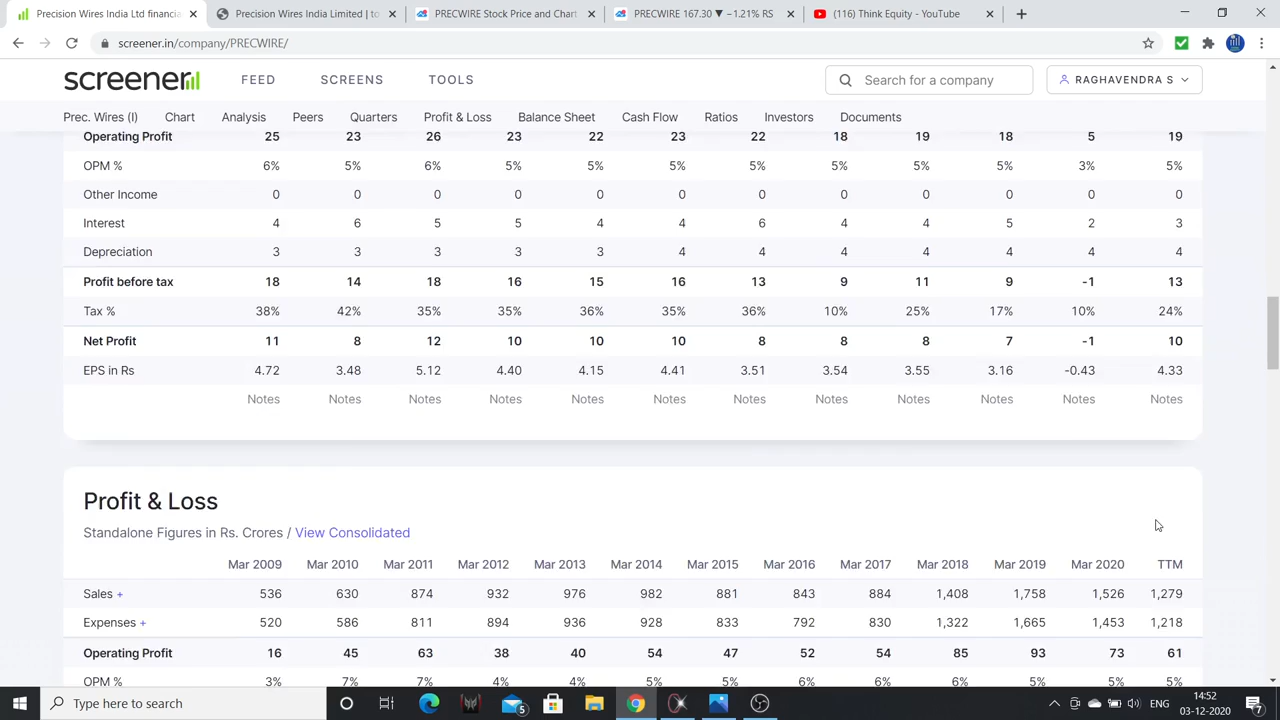 Precision Wires India Ltd financia
Precision Wires India Limited | to
PRECWIRE Stock Price and Chart
PRECWIRE 167.30 ▼ −1.21% RS
(116) Think Equity - YouTube
screener.in/company/PRECWIRE/
screener
FEED SCREENS TOOLS
Search for a company
RAGHAVENDRA S
Prec. Wires (I) Chart Analysis Peers Quarters Profit & Loss Balance Sheet Cash Flow Ratios Investors Documents
Operating Profit 25 23 26 23 22 23 22 18 19 18 5 19
OPM % 6% 5% 6% 5% 5% 5% 5% 5% 5% 5% 3% 5%
Other Income 0 0 0 0 0 0 0 0 0 0 0 0
Interest 4 6 5 5 4 4 6 4 4 5 2 3
Depreciation 3 3 3 3 3 4 4 4 4 4 4 4
Profit before tax 18 14 18 16 15 16 13 9 11 9 -1 13
Tax % 38% 42% 35% 35% 36% 35% 36% 10% 25% 17% 10% 24%
Net Profit 11 8 12 10 10 10 8 8 8 7 -1 10
EPS in Rs 4.72 3.48 5.12 4.40 4.15 4.41 3.51 3.54 3.55 3.16 -0.43 4.33
Notes Notes Notes Notes Notes Notes Notes Notes Notes Notes Notes Notes
Profit & Loss
Standalone Figures in Rs. Crores / View Consolidated
Mar 2009 Mar 2010 Mar 2011 Mar 2012 Mar 2013 Mar 2014 Mar 2015 Mar 2016 Mar 2017 Mar 2018 Mar 2019 Mar 2020 TTM
Sales + 536 630 874 932 976 982 881 843 884 1,408 1,758 1,526 1,279
Expenses + 520 586 811 894 936 928 833 792 830 1,322 1,665 1,453 1,218
Operating Profit 16 45 63 38 40 54 47 52 54 85 93 73 61
OPM % 3% 7% 7% 4% 4% 6% 6% 6% 5% 5% 5%
Type here to search
5
ENG
14:52
03-12-2020
7